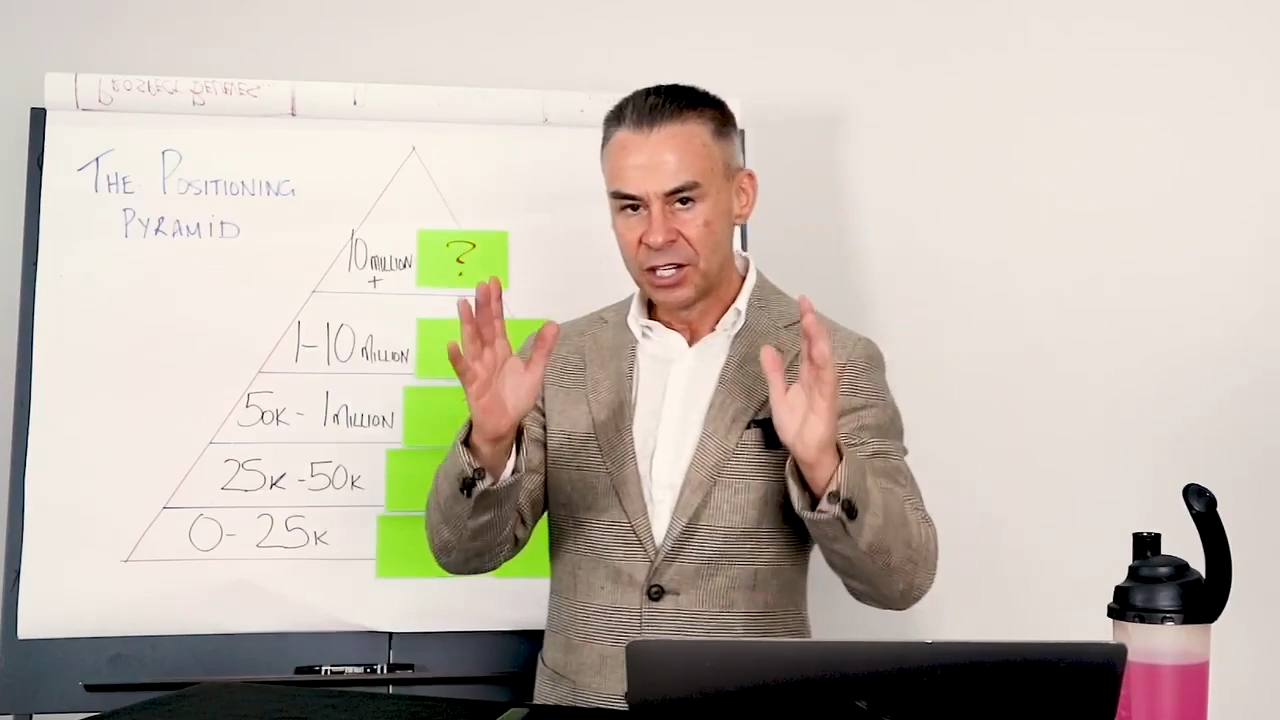 THE POSITIONING
PYRAMID
10 MILLION
+
?
1-10 MILLION
50K - 1 MILLION
25K - 50K
0 - 25K